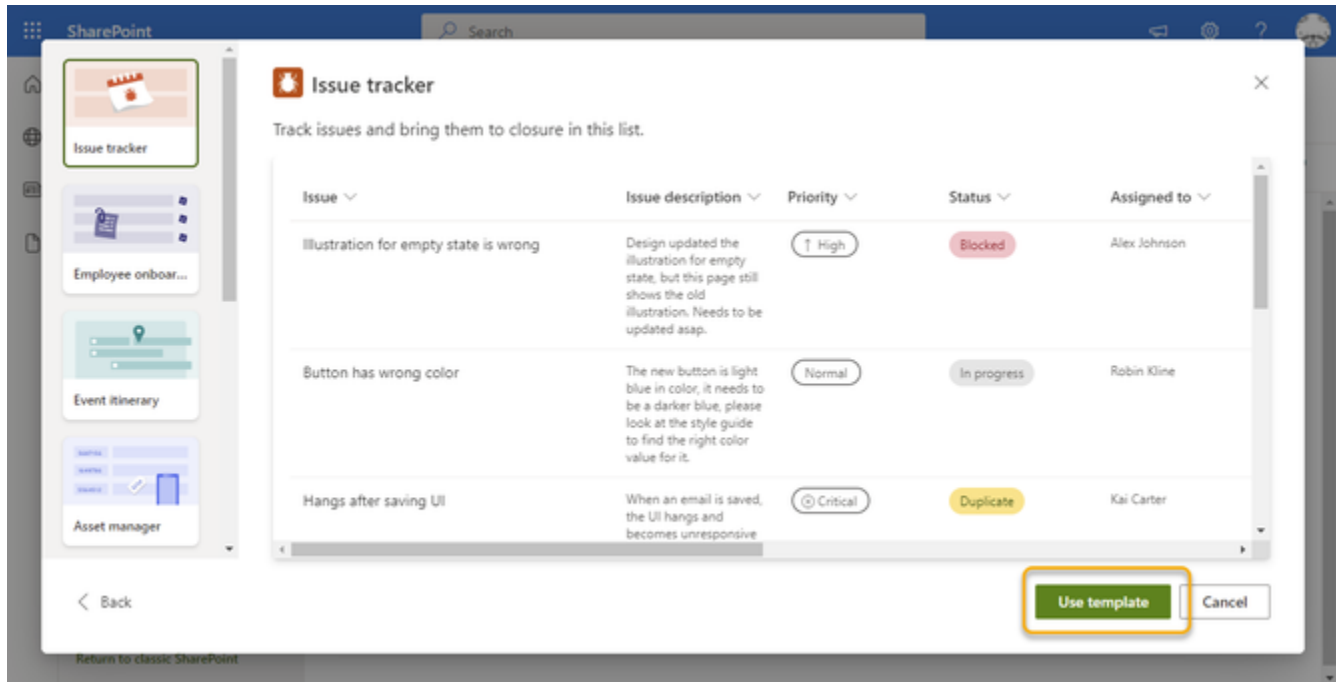 SharePoint
Search
?
Issue tracker
Employee onboar...
Event itinerary
Asset manager
Issue tracker
Track issues and bring them to closure in this list.
Issue Issue description Priority Status Assigned to
Illustration for empty state is wrong
Design updated the
illustration for empty
state, but this page still
shows the old
illustration. Needs to be
updated asap.
High
Blocked
Alex Johnson
Button has wrong color
The new button is light
blue in color, it needs to
be a darker blue, please
look at the style guide
to find the right color
value for it.
Normal
In progress
Robin Kline
Hangs after saving UI
When an email is saved,
the UI hangs and
becomes unresponsive
Critical
Duplicate
Kai Carter
Back
Use template
Cancel
Return to classic SharePoint